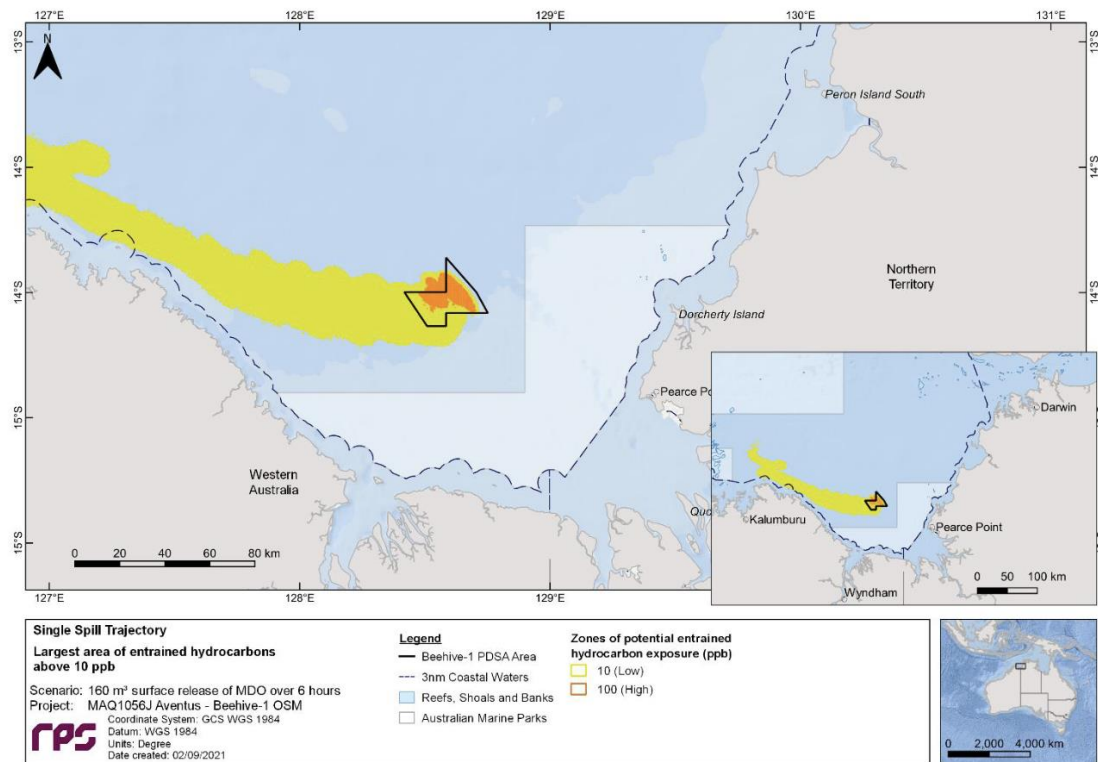 127°E 128°E 129°E 130°E 131°E
13°S 13°S
N
Peron Island South
14°S 14°S
Northern
Territory
14°S 14°S
Dorcherty Island
Pearce Po
Darwin
15°S
Western
Australia
Kalumburu
Pearce Point
Quo
0 20 40 60 80 km
0 50 100 km
15°S
Wyndham
127°E 128°E 129°E
Single Spill Trajectory
Largest area of entrained hydrocarbons
above 10 ppb
Scenario: 160 m³ surface release of MDO over 6 hours
Project: MAQ1056J Aventus - Beehive-1 OSM
rps
Coordinate System: GCS WGS 1984
Datum: WGS 1984
Units: Degree
Date created: 02/09/2021
Legend
Beehive-1 PDSA Area
3nm Coastal Waters
Reefs, Shoals and Banks
Australian Marine Parks
Zones of potential entrained
hydrocarbon exposure (ppb)
10 (Low)
100 (High)
0 2,000 4,000 km